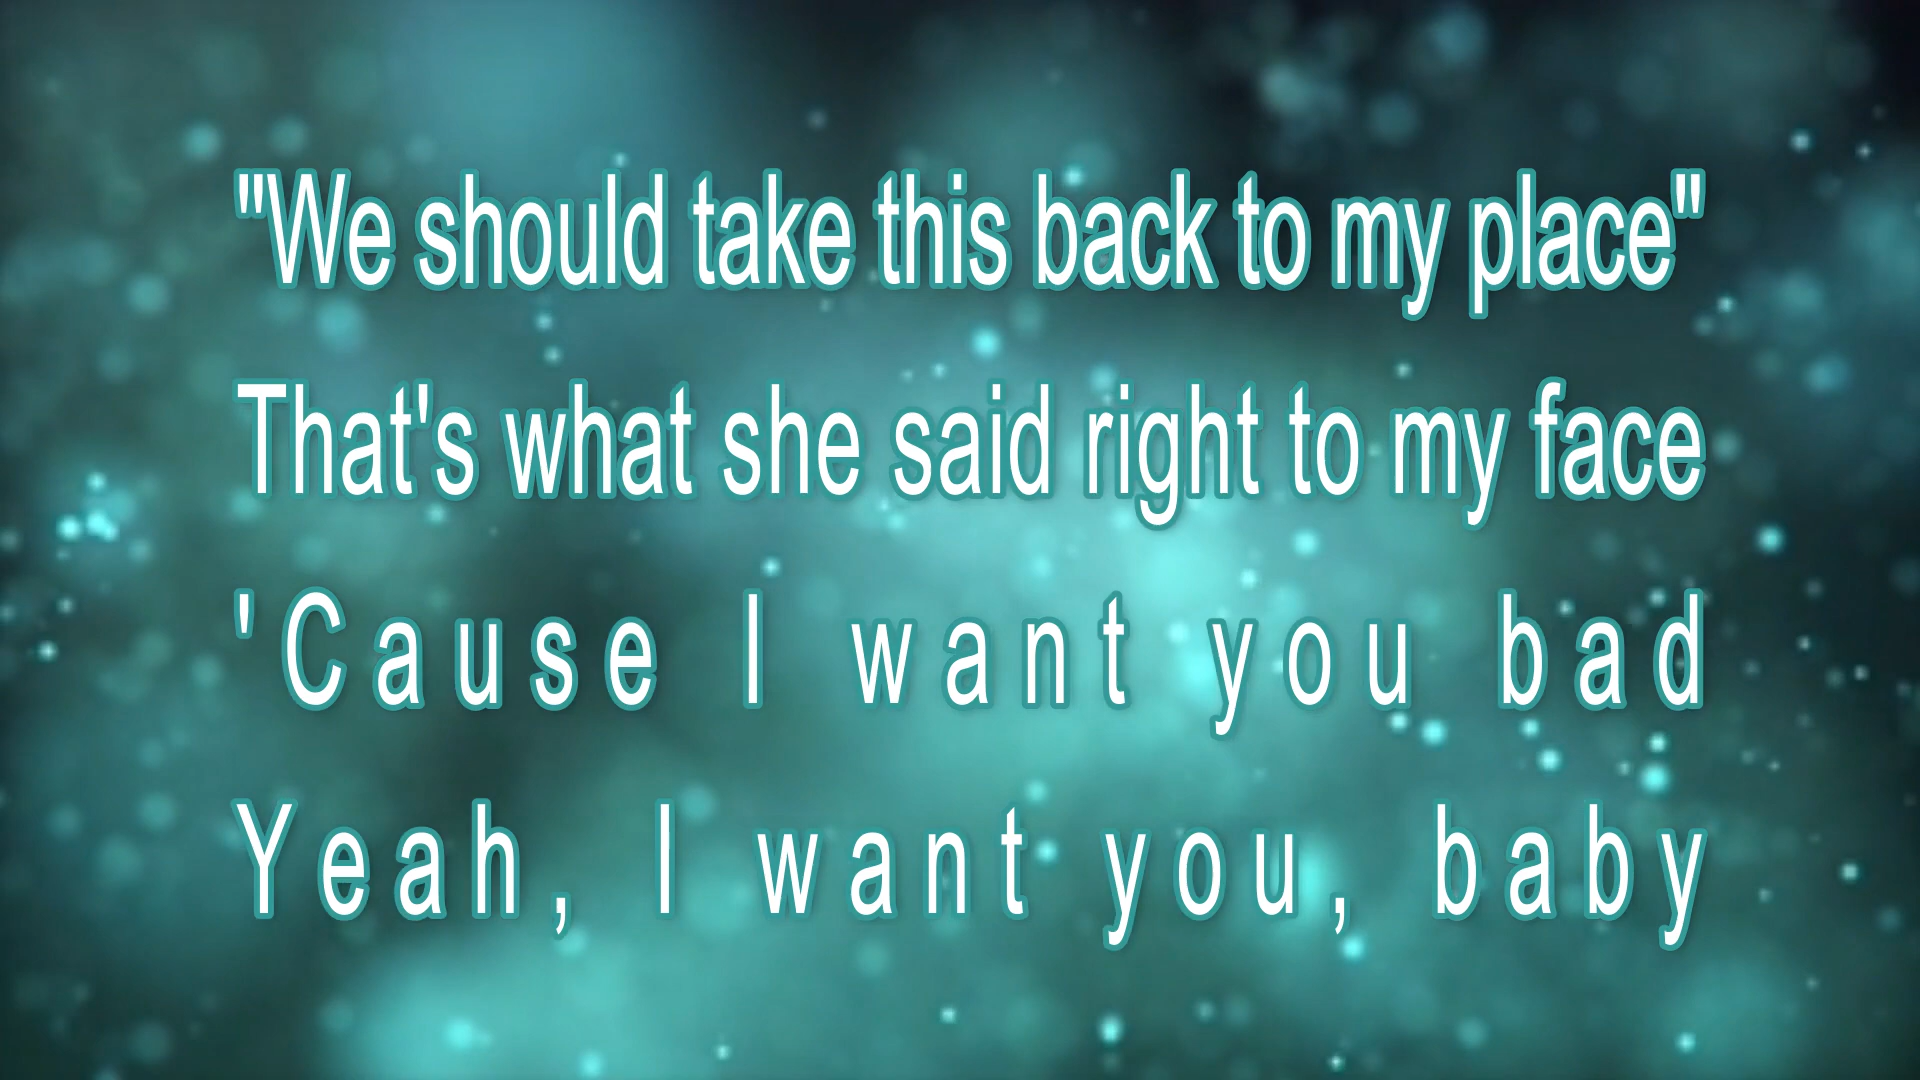 "We should take this back to my place"
That's what she said right to my face
'Cause I want you bad
Yeah, I want you, baby